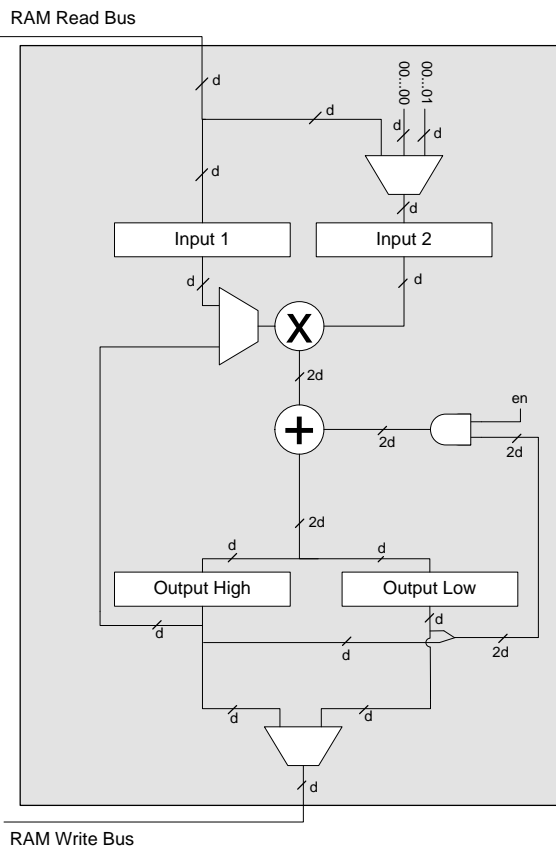 RAM Read Bus
d
00...00
00...01
d
d
d
d
d
d
Input 1
Input 2
d
d
X
2d
en
+
2d
2d
2d
d
d
Output High
Output Low
d
d
d
2d
d
d
d
RAM Write Bus